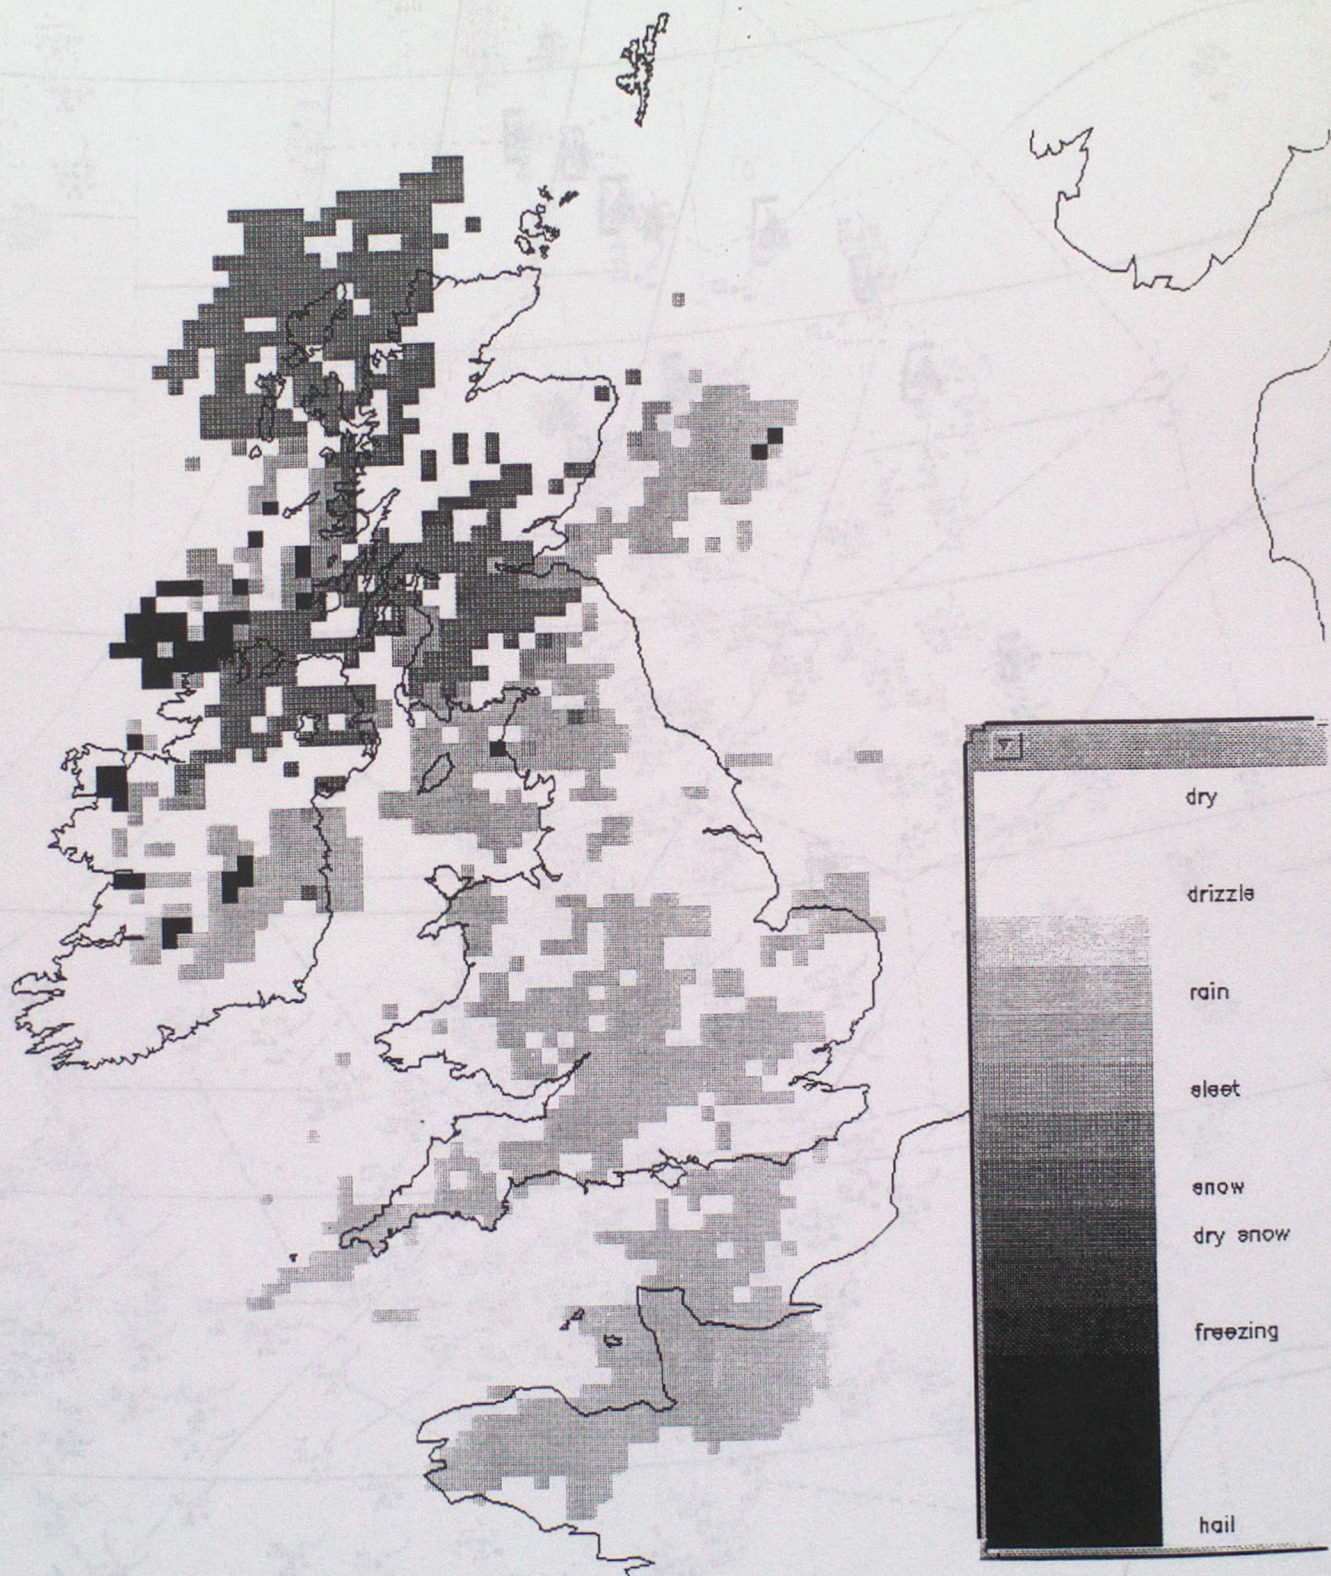 dry
drizzle
rain
sleet
snow
dry snow
freezing
hail